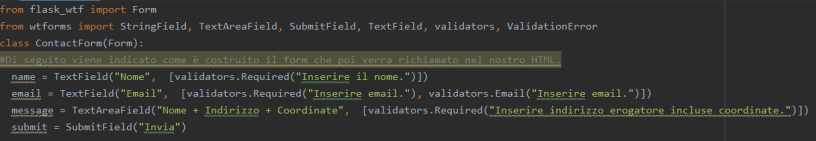 from flask_wtf import Form
from wtforms import StringField, TextAreaField, SubmitField, TextField, validators, ValidationError
class ContactForm(Form):
#Di seguito viene indicato come è costruito il form che poi verra richiamato nel nostro HTML.
name = TextField("Nome", [validators.Required("Inserire il nome.")])
email = TextField("Email", [validators.Required("Inserire email."), validators.Email("Inserire email.")])
message = TextAreaField("Nome + Indirizzo + Coordinate", [validators.Required("Inserire indirizzo erogatore incluse coordinate.")])
submit = SubmitField("Invia")